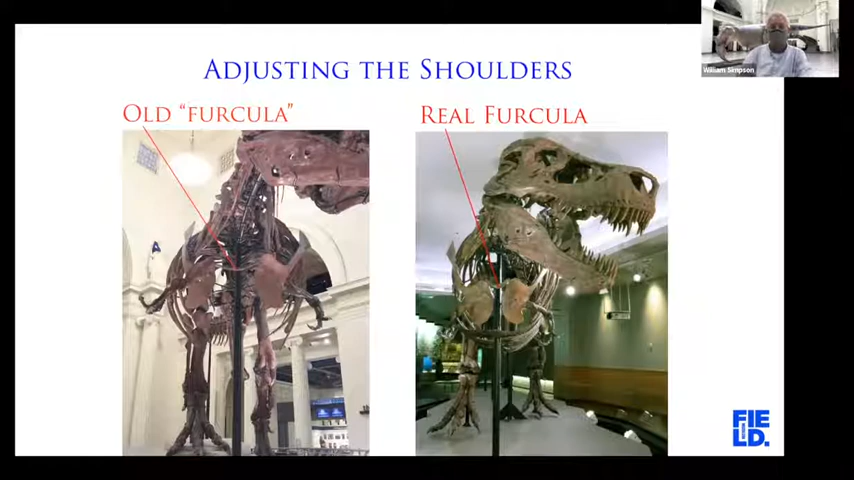 ADJUSTING THE SHOULDERS
OLD "FURCULA"
REAL FURCULA
William Simpson
FIE
LD.